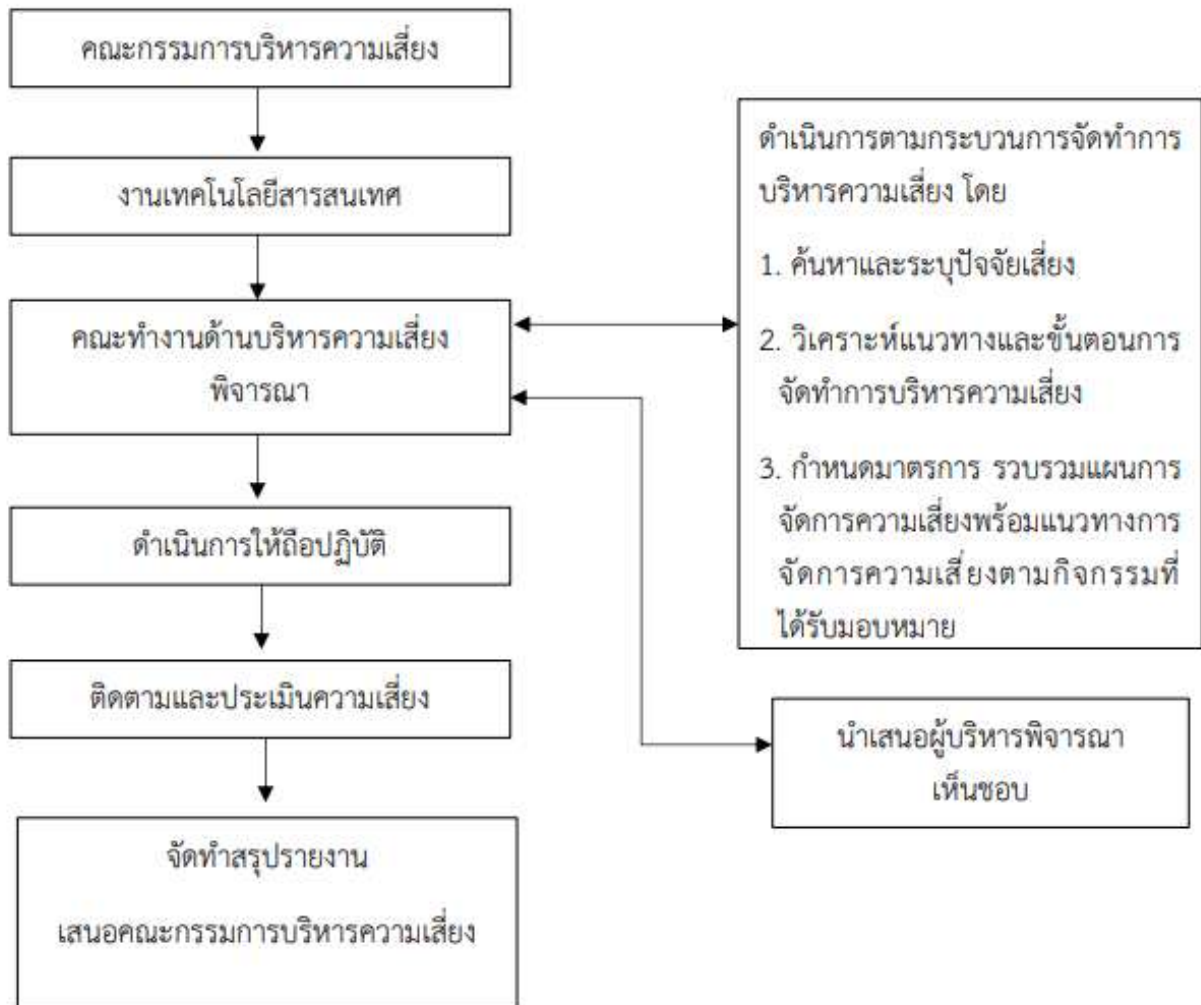 คณะกรรมการบริหารความเสี่ยง
งานเทคโนโลยีสารสนเทศ
คณะทำงานด้านบริหารความเสี่ยง
พิจารณา
ดำเนินการให้ถือปฏิบัติ
ติดตามและประเมินความเสี่ยง
จัดทำสรุปรายงาน
เสนอคณะกรรมการบริหารความเสี่ยง
ดำเนินการตามกระบวนการจัดทำการ
บริหารความเสี่ยง โดย
1. ค้นหาและระบุปัจจัยเสี่ยง
2. วิเคราะห์แนวทางและขั้นตอนการ
จัดทำการบริหารความเสี่ยง
3. กำหนดมาตรการ รวบรวมแผนการ
จัดการความเสี่ยงพร้อมแนวทางการ
จัดการความเสี่ยงตามกิจกรรมที่
ได้รับมอบหมาย
นำเสนอผู้บริหารพิจารณา
เห็นชอบ